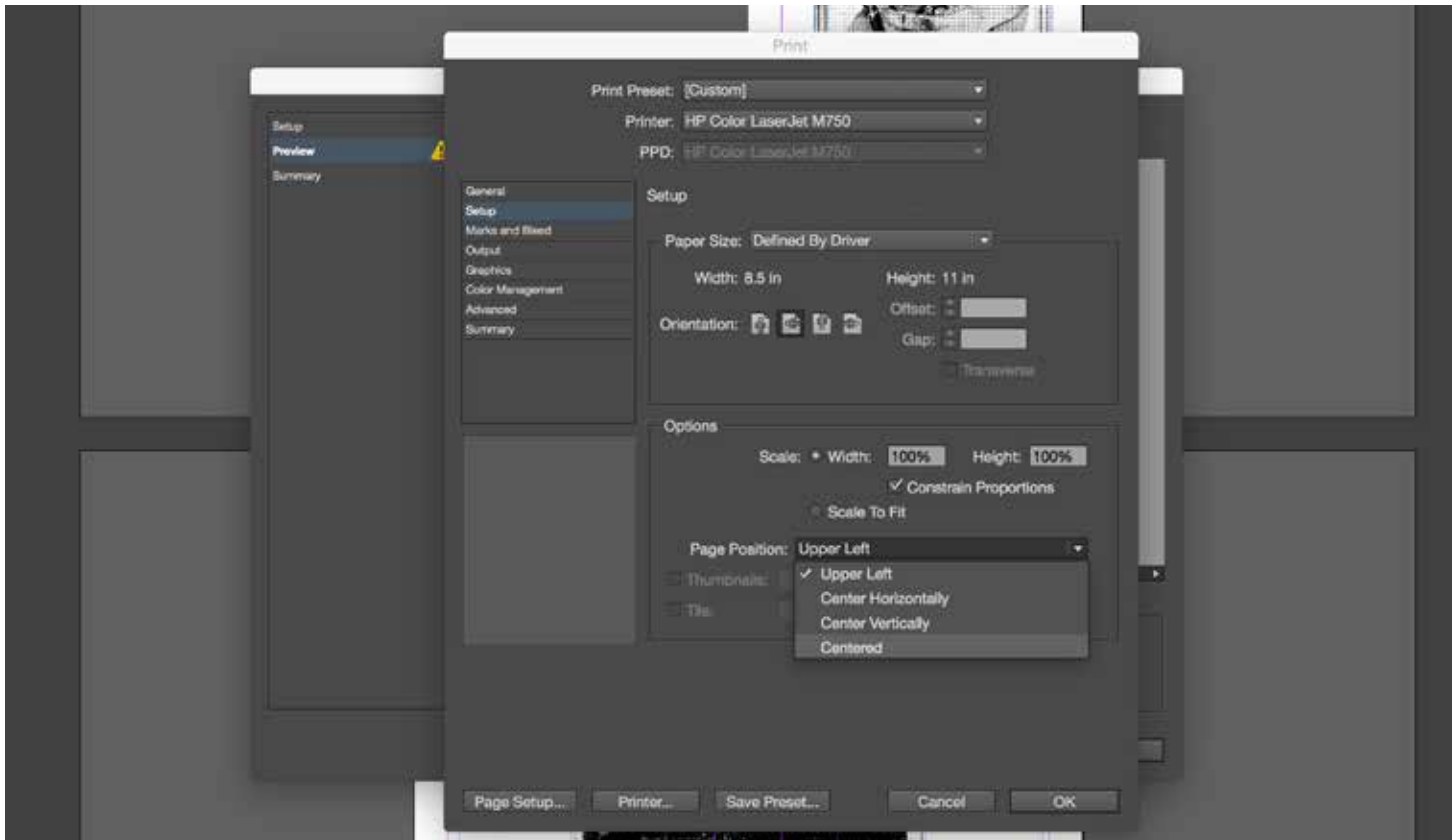 Print
Print Preset: [Custom]
Printer: HP Color LaserJet M750
PPD: HP Color LaserJet M750
Setup
Preview
Summary
General
Setup
Marks and Bleed
Output
Graphics
Color Management
Advanced
Summary
Setup
Paper Size: Defined By Driver
Width: 8.5 in Height: 11 in
Orientation: Offset:
Gap:
Transverse
Options
Scale: Width: 100% Height: 100%
Constrain Proportions
Scale To Fit
Page Position: Upper Left
Thumbnails:
Tile:
Upper Left
Center Horizontally
Center Vertically
Centered
Page Setup... Printer... Save Preset... Cancel OK